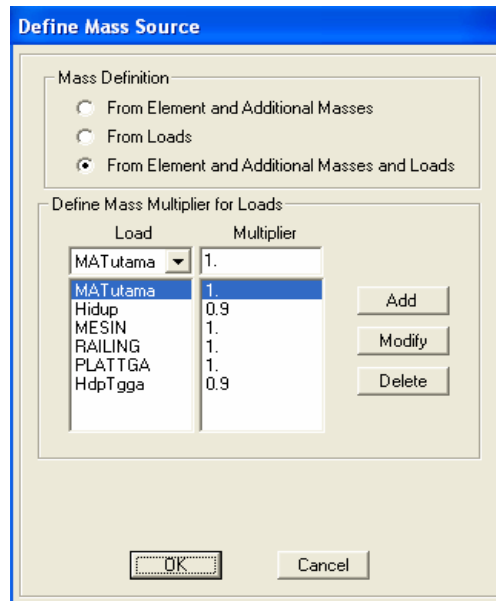 Define Mass Source
Mass Definition
From Element and Additional Masses
From Loads
From Element and Additional Masses and Loads
Define Mass Multiplier for Loads
Load Multiplier
MATutama 1.
MATutama 1.
Hidup 0.9
MESIN 1.
RAILING 1.
PLATTGA 1.
HdpTgga 0.9
Add
Modify
Delete
OK Cancel